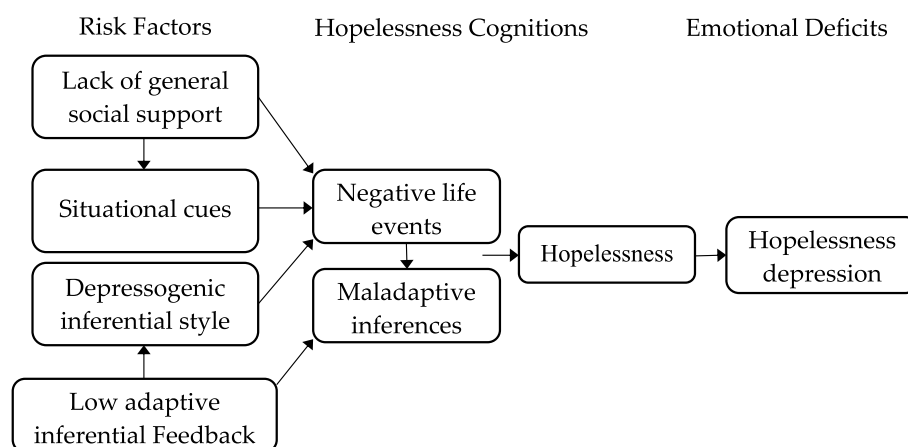 Risk Factors
Hopelessness Cognitions
Emotional Deficits
Lack of general
social support
Situational cues
Depressogenic
inferential style
Low adaptive
inferential Feedback
Negative life
events
Maladaptive
inferences
Hopelessness
Hopelessness
depression